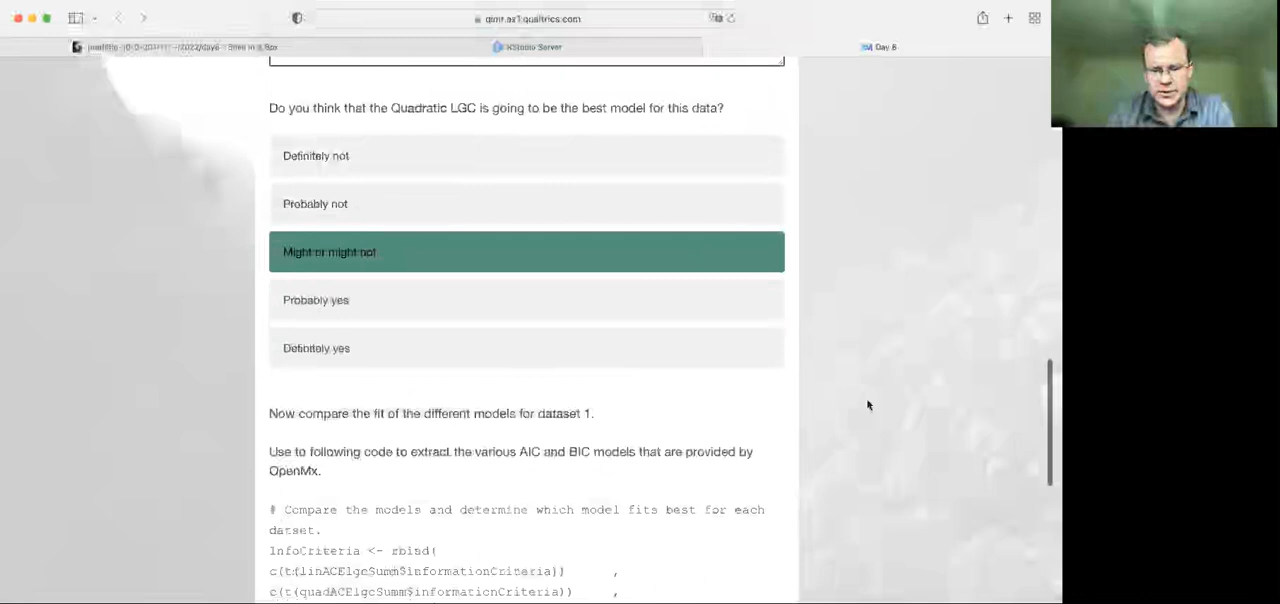 qimr.az1.qualtrics.com
RStudio Server
Day 6
Do you think that the Quadratic LGC is going to be the best model for this data?
Definitely not
Probably not
Might or might not
Probably yes
Definitely yes
Now compare the fit of the different models for dataset 1.
Use to following code to extract the various AIC and BIC models that are provided by
OpenMx.
# Compare the models and determine which model fits best for each
datset.
InfoCriteria <- rbind(
c(t(linACElgcSumm$informationCriteria)) ,
c(t(quadACElgcSumm$informationCriteria)) ,